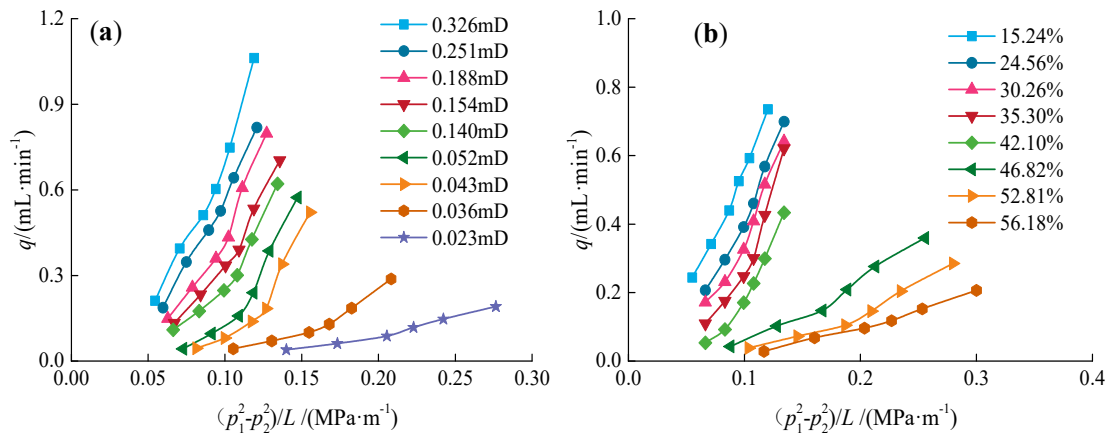 (a)
q/(mL·min⁻¹)
1.2
0.9
0.6
0.3
0.0
0.00 0.05 0.10 0.15 0.20 0.25 0.30
(p₁²-p₂²)/L /(MPa·m⁻¹)
0.326mD
0.251mD
0.188mD
0.154mD
0.140mD
0.052mD
0.043mD
0.036mD
0.023mD
(b)
q/(mL·min⁻¹)
1.0
0.8
0.6
0.4
0.2
0.0
0.0 0.1 0.2 0.3 0.4
(p₁²-p₂²)/L /(MPa·m⁻¹)
15.24%
24.56%
30.26%
35.30%
42.10%
46.82%
52.81%
56.18%